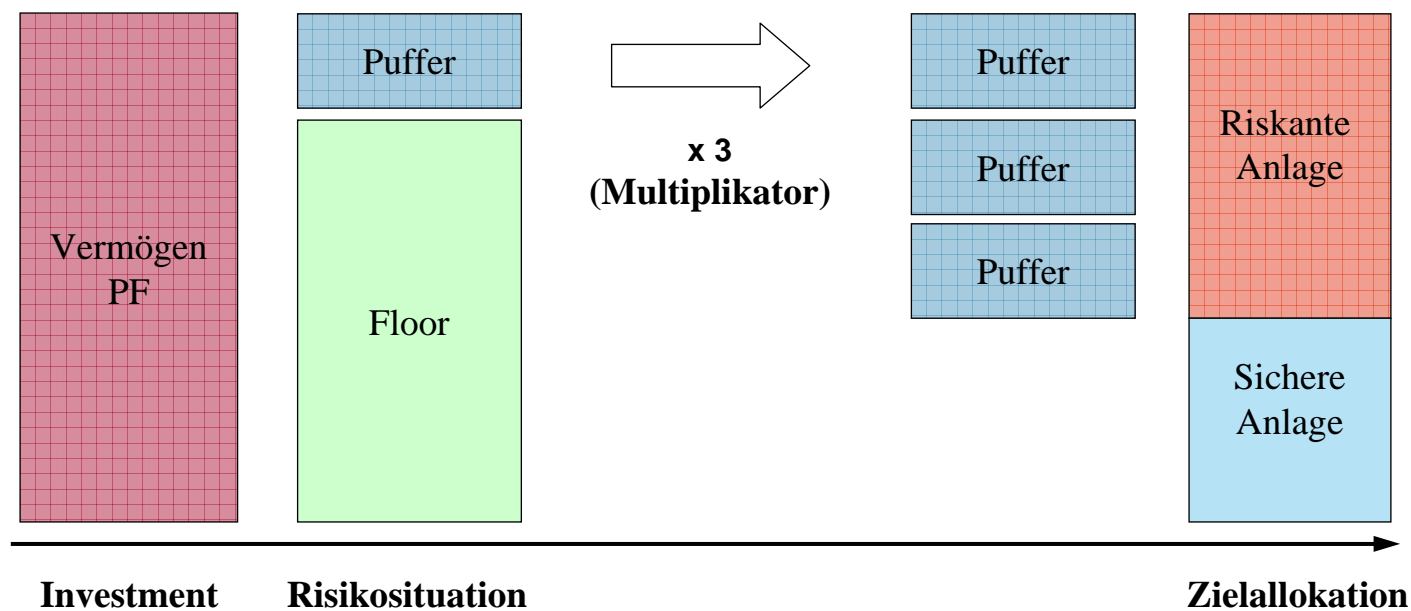 Vermögen
PF
Puffer
Floor
x 3
(Multiplikator)
Puffer
Puffer
Puffer
Riskante
Anlage
Sichere
Anlage
Investment
Risikosituation
Zielallokation